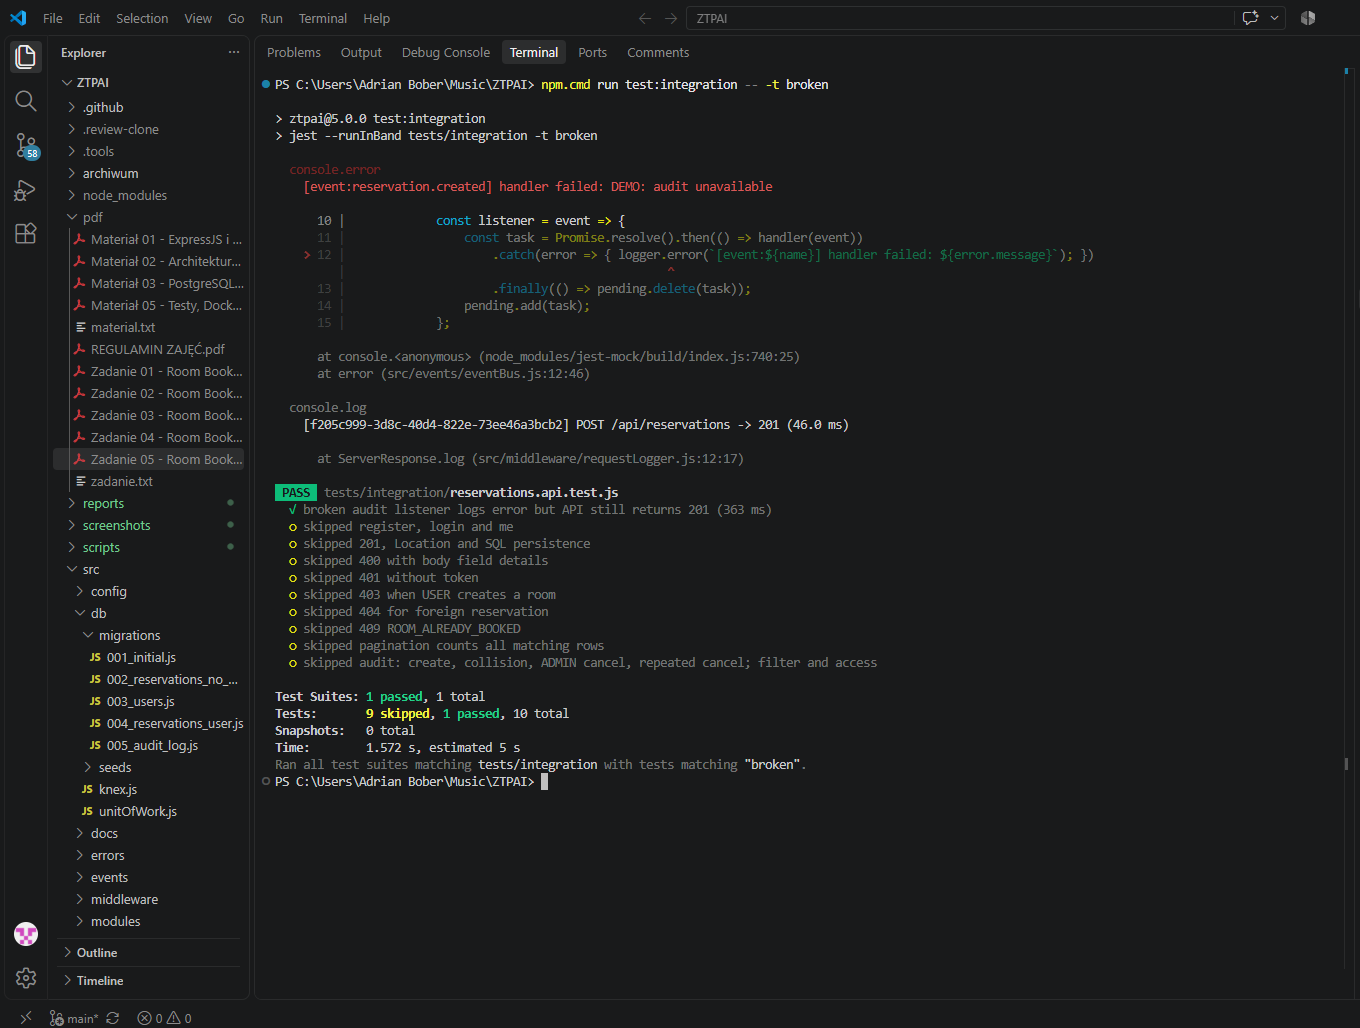 File Edit Selection View Go Run Terminal Help
ZTPAI
Explorer
ZTPAI
.github
.review-clone
.tools
archiwum
node_modules
pdf
Materiał 01 - ExpressJS i ...
Materiał 02 - Architektur...
Materiał 03 - PostgreSQL...
Materiał 05 - Testy, Dock...
material.txt
REGULAMIN ZAJĘĆ.pdf
Zadanie 01 - Room Book...
Zadanie 02 - Room Book...
Zadanie 03 - Room Book...
Zadanie 04 - Room Book...
Zadanie 05 - Room Book...
zadanie.txt
reports
screenshots
scripts
src
config
db
migrations
JS 001_initial.js
JS 002_reservations_no_...
JS 003_users.js
JS 004_reservations_user.js
JS 005_audit_log.js
seeds
JS knex.js
JS unitOfWork.js
docs
errors
events
middleware
modules
Outline
Timeline
58
main* 0 0
Problems Output Debug Console Terminal Ports Comments
PS C:\Users\Adrian Bober\Music\ZTPAI> npm.cmd run test:integration -- -t broken
> ztpai@5.0.0 test:integration
> jest --runInBand tests/integration -t broken
console.error
[event:reservation.created] handler failed: DEMO: audit unavailable
10 | const listener = event => {
11 | const task = Promise.resolve().then(() => handler(event))
> 12 | .catch(error => { logger.error(`[event:${name}] handler failed: ${error.message}`); })
| ^
13 | .finally(() => pending.delete(task));
14 | pending.add(task);
15 | };
at console.<anonymous> (node_modules/jest-mock/build/index.js:740:25)
at error (src/events/eventBus.js:12:46)
console.log
[f205c999-3d8c-40d4-822e-73ee46a3bcb2] POST /api/reservations -> 201 (46.0 ms)
at ServerResponse.log (src/middleware/requestLogger.js:12:17)
PASS tests/integration/reservations.api.test.js
√ broken audit listener logs error but API still returns 201 (363 ms)
○ skipped register, login and me
○ skipped 201, Location and SQL persistence
○ skipped 400 with body field details
○ skipped 401 without token
○ skipped 403 when USER creates a room
○ skipped 404 for foreign reservation
○ skipped 409 ROOM_ALREADY_BOOKED
○ skipped pagination counts all matching rows
○ skipped audit: create, collision, ADMIN cancel, repeated cancel; filter and access
Test Suites: 1 passed, 1 total
Tests: 9 skipped, 1 passed, 10 total
Snapshots: 0 total
Time: 1.572 s, estimated 5 s
Ran all test suites matching tests/integration with tests matching "broken".
PS C:\Users\Adrian Bober\Music\ZTPAI>